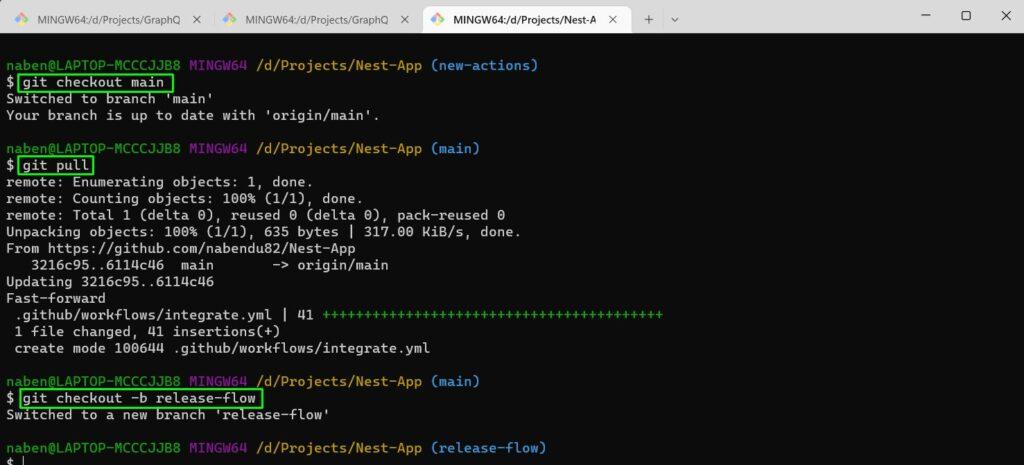 MINGW64:/d/Projects/GraphQ
MINGW64:/d/Projects/GraphQ
MINGW64:/d/Projects/Nest-A
naben@LAPTOP-MCCCJJB8 MINGW64 /d/Projects/Nest-App (new-actions)
$ git checkout main
Switched to branch 'main'
Your branch is up to date with 'origin/main'.
naben@LAPTOP-MCCCJJB8 MINGW64 /d/Projects/Nest-App (main)
$ git pull
remote: Enumerating objects: 1, done.
remote: Counting objects: 100% (1/1), done.
remote: Total 1 (delta 0), reused 0 (delta 0), pack-reused 0
Unpacking objects: 100% (1/1), 635 bytes | 317.00 KiB/s, done.
From https://github.com/nabendu82/Nest-App
   3216c95..6114c46  main       -> origin/main
Updating 3216c95..6114c46
Fast-forward
 .github/workflows/integrate.yml | 41 +++++++++++++++++++++++++++++++++++++++++
 1 file changed, 41 insertions(+)
 create mode 100644 .github/workflows/integrate.yml
naben@LAPTOP-MCCCJJB8 MINGW64 /d/Projects/Nest-App (main)
$ git checkout -b release-flow
Switched to a new branch 'release-flow'
naben@LAPTOP-MCCCJJB8 MINGW64 /d/Projects/Nest-App (release-flow)
$